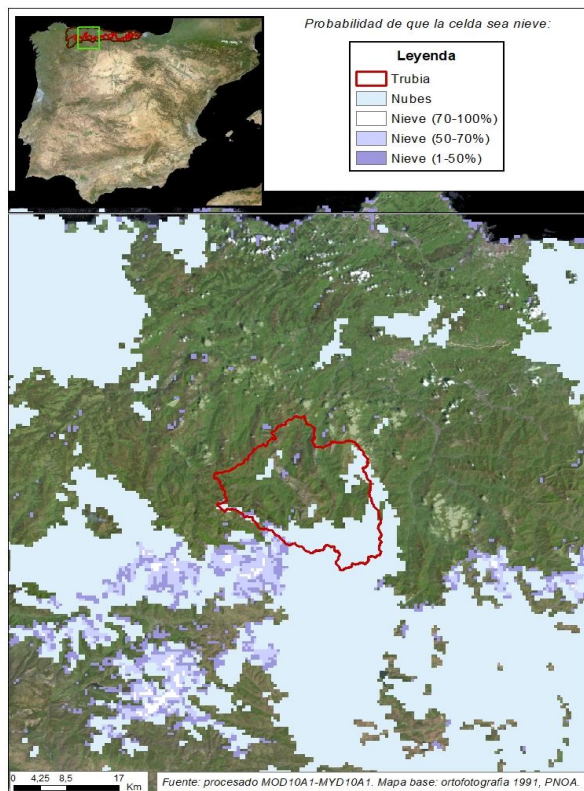 Probabilidad de que la celda sea nieve:
Leyenda
Trubia
Nubes
Nieve (70-100%)
Nieve (50-70%)
Nieve (1-50%)
0 4,25 8,5 17
Km
Fuente: procesado MOD10A1-MYD10A1. Mapa base: ortofotografia 1991, PNOA.